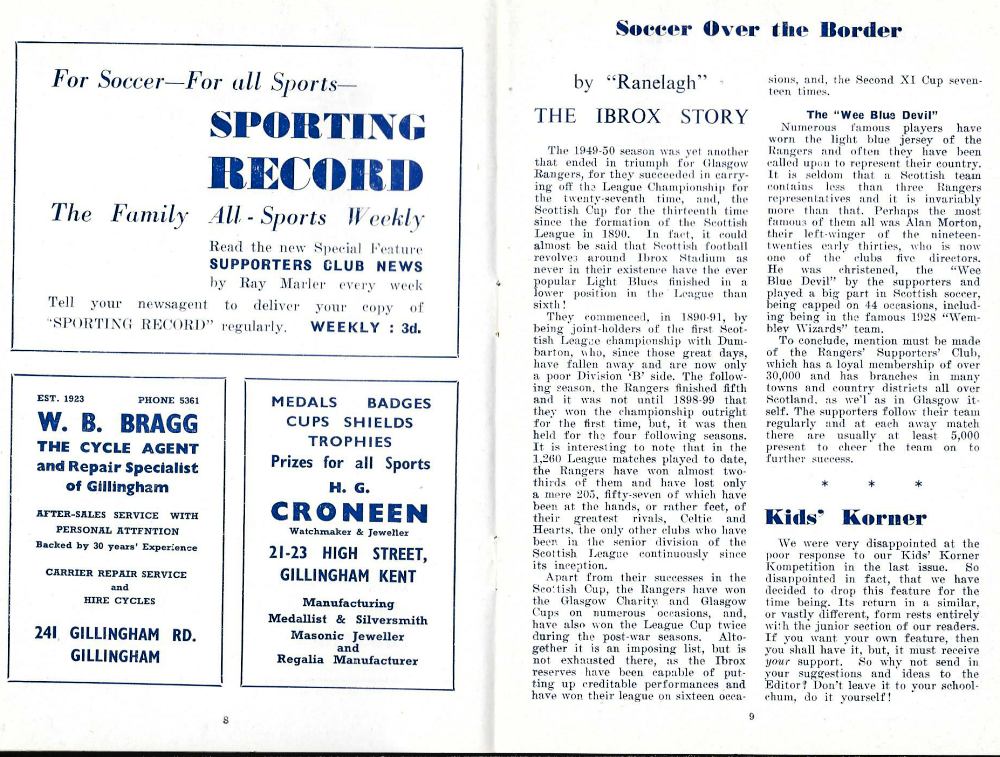 For Soccer—For all Sports—
SPORTING
RECORD
The Family All - Sports Weekly
Read the new Special Feature
SUPPORTERS CLUB NEWS
by Ray Marler every week
Tell your newsagent to deliver your copy of
"SPORTING RECORD" regularly. WEEKLY : 3d.
EST. 1923 PHONE 5361
W. B. BRAGG
THE CYCLE AGENT
and Repair Specialist
of Gillingham
AFTER-SALES SERVICE WITH
PERSONAL ATTFNTION
Backed by 30 years' Experience
CARRIER REPAIR SERVICE
and
HIRE CYCLES
241 GILLINGHAM RD.
GILLINGHAM
MEDALS BADGES
CUPS SHIELDS
TROPHIES
Prizes for all Sports
H. G.
CRONEEN
Watchmaker & Jeweller
21-23 HIGH STREET,
GILLINGHAM KENT
Manufacturing
Medallist & Silversmith
Masonic Jeweller
and
Regalia Manufacturer
8
Soccer Over the Border
by "Ranelagh"
THE IBROX STORY
The 1949-50 season was yet another
that ended in triumph for Glasgow
Rangers, for they succeeded in carry-
ing off the League Championship for
the twenty-seventh time, and, the
Scottish Cup for the thirteenth time
since the formation of the Scottish
League in 1890. In fact, it could
almost be said that Scottish football
revolves around Ibrox Stadium as
never in their existence have the ever
popular Light Blues finished in a
lower position in the League than
sixth!
They commenced, in 1890-91, by
being joint-holders of the first Scot-
tish League championship with Dum-
barton, who, since those great days,
have fallen away and are now only
a poor Division 'B' side. The follow-
ing season, the Rangers finished fifth
and it was not until 1898-99 that
they won the championship outright
for the first time, but, it was then
held for the four following seasons.
It is interesting to note that in the
1,260 League matches played to date,
the Rangers have won almost two-
thirds of them and have lost only
a mere 205, fifty-seven of which have
been at the hands, or rather feet, of
their greatest rivals, Celtic and
Hearts, the only other clubs who have
been in the senior division of the
Scottish League continuously since
its inception.
Apart from their successes in the
Scottish Cup, the Rangers have won
the Glasgow Charity and Glasgow
Cups on numerous occasions, and,
have also won the League Cup twice
during the post-war seasons. Alto-
gether it is an imposing list, but is
not exhausted there, as the Ibrox
reserves have been capable of put-
ting up creditable performances and
have won their league on sixteen occa-
sions, and, the Second XI Cup seven-
teen times.
The "Wee Blue Devil"
Numerous famous players have
worn the light blue jersey of the
Rangers and often they have been
called upon to represent their country.
It is seldom that a Scottish team
contains less than three Rangers
representatives and it is invariably
more than that. Perhaps the most
famous of them all was Alan Morton,
their left-winger of the nineteen-
twenties early thirties, who is now
one of the clubs five directors.
He was christened, the "Wee
Blue Devil" by the supporters and
played a big part in Scottish soccer,
being capped on 44 occasions, includ-
ing being in the famous 1928 "Wem-
bley Wizards" team.
To conclude, mention must be made
of the Rangers' Supporters' Club,
which has a loyal membership of over
30,000 and has branches in many
towns and country districts all over
Scotland, as we'l as in Glasgow it-
self. The supporters follow their team
regularly and at each away match
there are usually at least 5,000
present to cheer the team on to
further success.
* * *
Kids' Korner
We were very disappointed at the
poor response to our Kids' Korner
Kompetition in the last issue. So
disappointed in fact, that we have
decided to drop this feature for the
time being. Its return in a similar,
or vastly different, form rests entirely
with the junior section of our readers.
If you want your own feature, then
you shall have it, but, it must receive
your support. So why not send in
your suggestions and ideas to the
Editor? Don't leave it to your school-
chum, do it yourself!
9